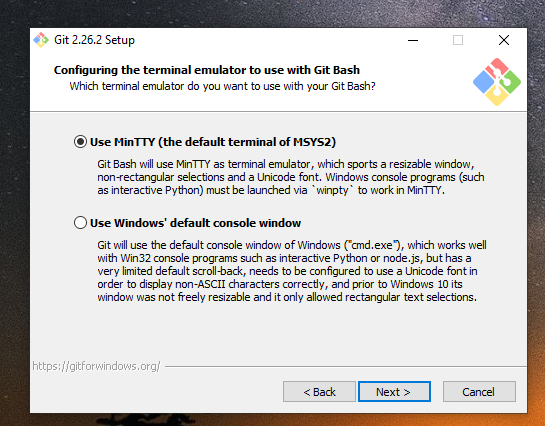 Git 2.26.2 Setup
Configuring the terminal emulator to use with Git Bash
Which terminal emulator do you want to use with your Git Bash?
Use MinTTY (the default terminal of MSYS2)
Git Bash will use MinTTY as terminal emulator, which sports a resizable window,
non-rectangular selections and a Unicode font. Windows console programs (such
as interactive Python) must be launched via `winpty` to work in MinTTY.
Use Windows' default console window
Git will use the default console window of Windows ("cmd.exe"), which works well
with Win32 console programs such as interactive Python or node.js, but has a
very limited default scroll-back, needs to be configured to use a Unicode font in
order to display non-ASCII characters correctly, and prior to Windows 10 its
window was not freely resizable and it only allowed rectangular text selections.
https://gitforwindows.org/
< Back
Next >
Cancel